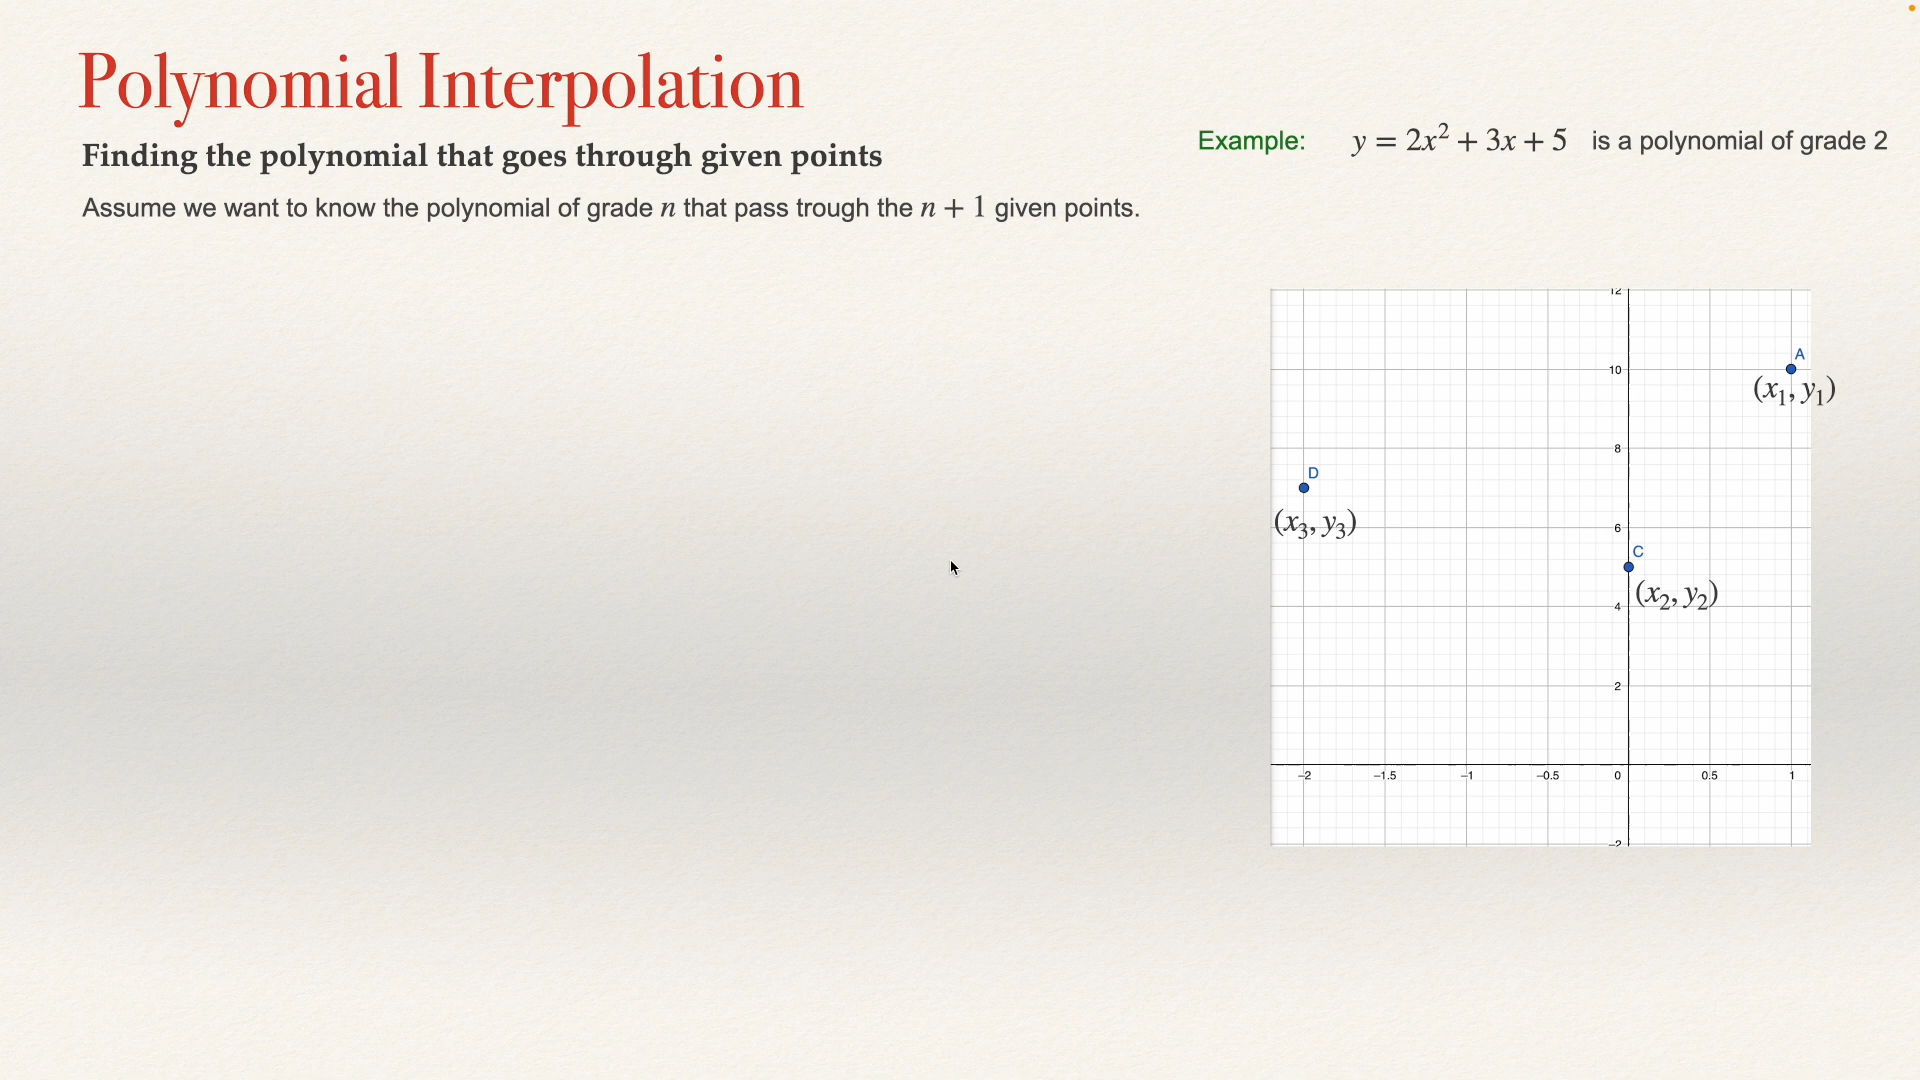 Polynomial Interpolation
Finding the polynomial that goes through given points
Example: y = 2x² + 3x + 5 is a polynomial of grade 2
Assume we want to know the polynomial of grade n that pass trough the n + 1 given points.
12
A
10
(x₁, y₁)
8
D
(x₃, y₃)
6
C
(x₂, y₂)
4
2
−2 −1.5 −1 −0.5 0 0.5 1
−2